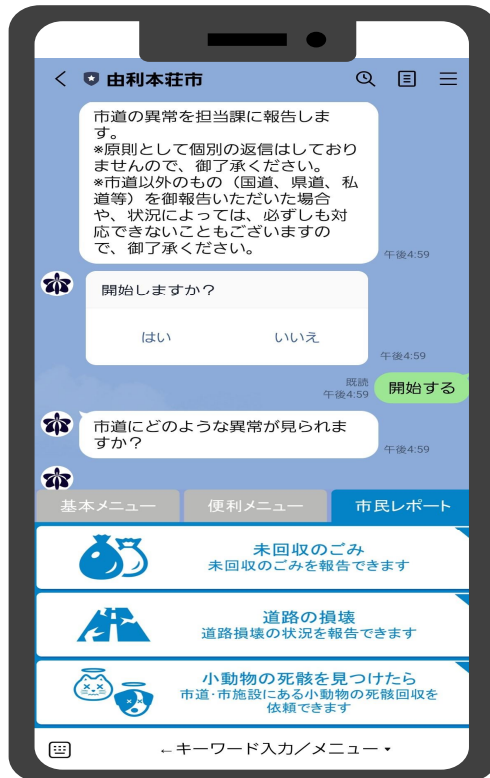 由利本荘市
市道の異常を担当課に報告しま
す。
※原則として個別の返信はしており
ませんので、御了承ください。
※市道以外のもの（国道、県道、私
道等）を御報告いただいた場合
や、状況によっては、必ずしも対
応できないこともございますの
で、御了承ください。
午後4:59
開始しますか？
はい いいえ
午後4:59
既読
午後4:59
開始する
市道にどのような異常が見られま
すか？
午後4:59
基本メニュー 便利メニュー 市民レポート
未回収のごみ
未回収のごみを報告できます
道路の損壊
道路損壊の状況を報告できます
小動物の死骸を見つけたら
市道・市施設にある小動物の死骸回収を
依頼できます
←キーワード入力／メニュー▾